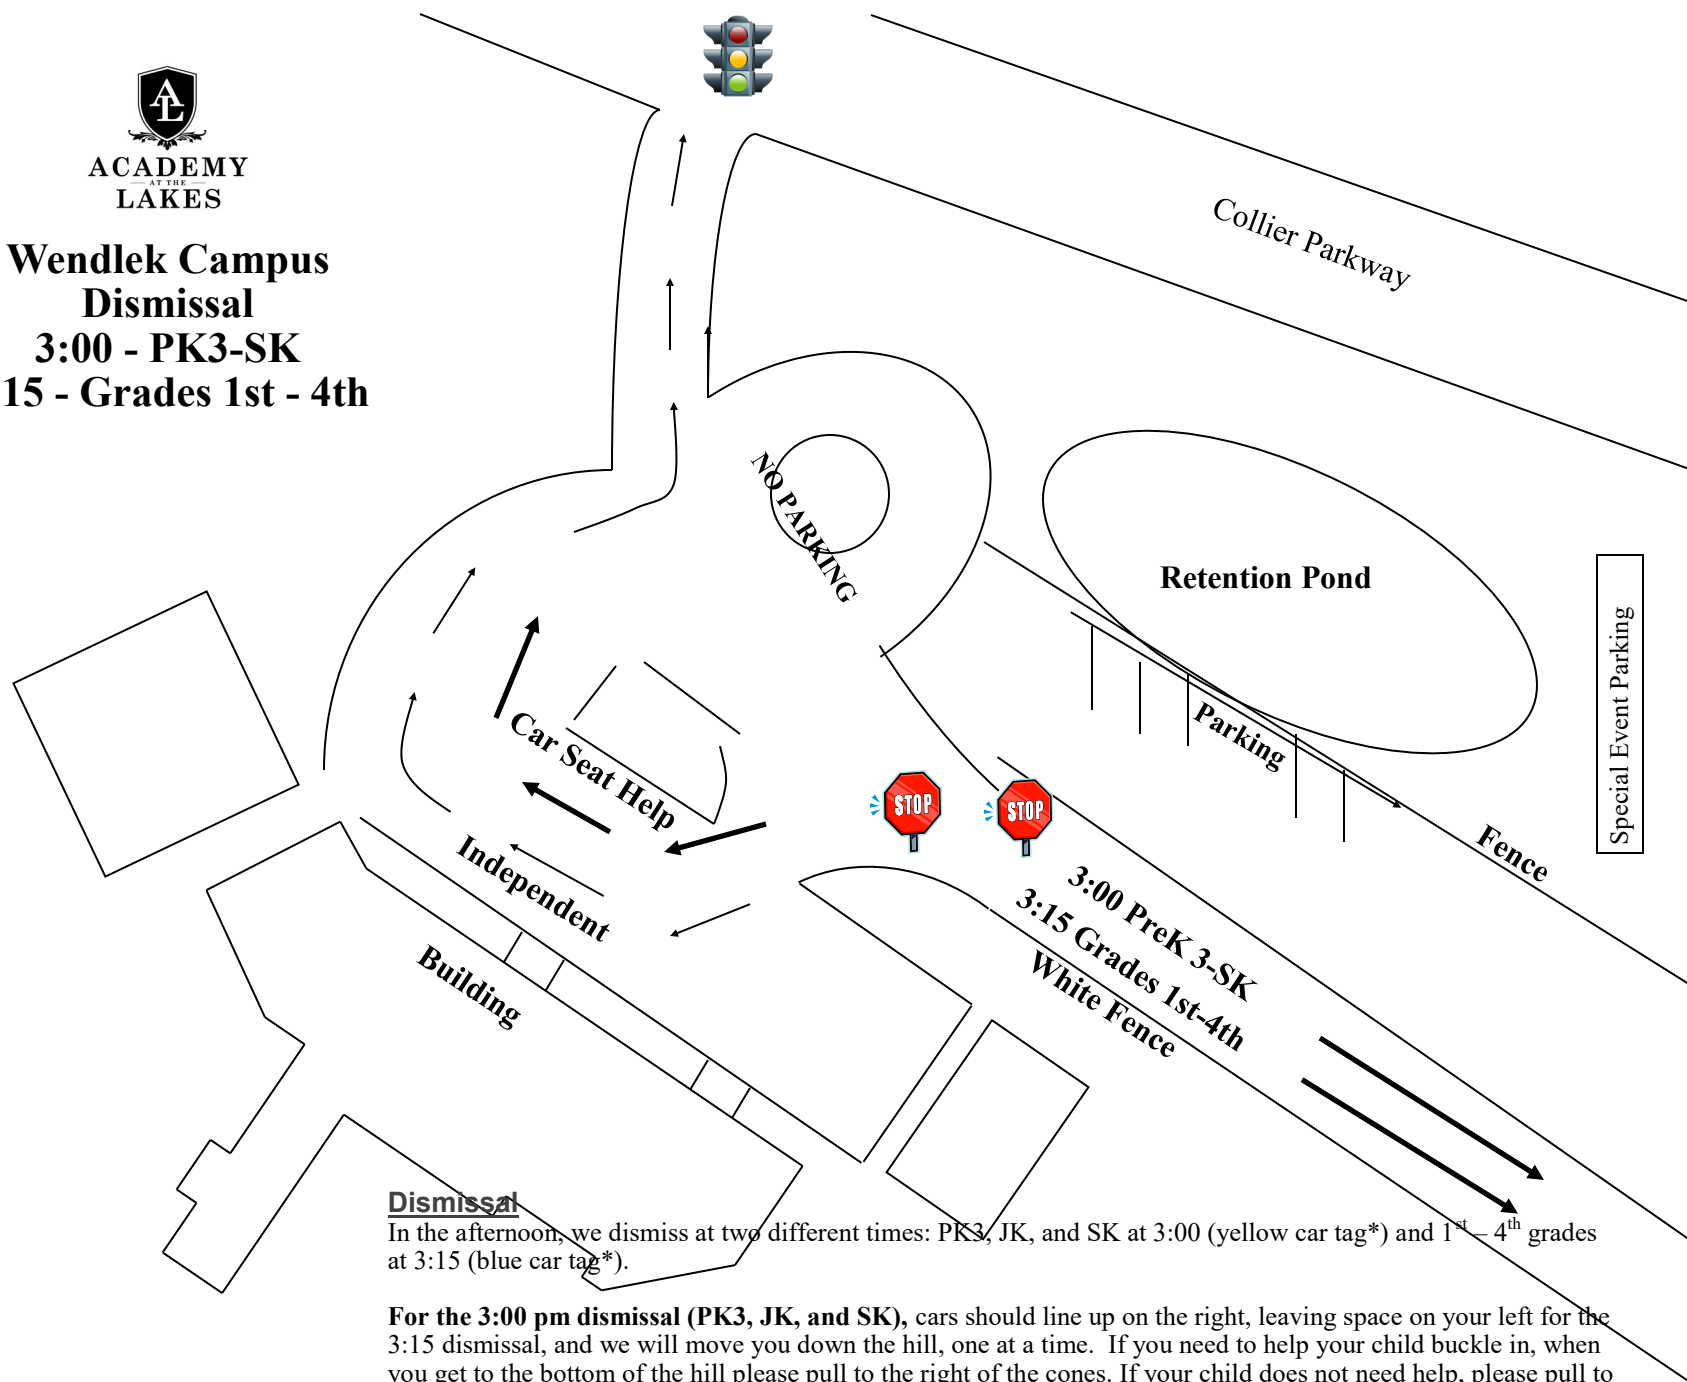 AL
ACADEMY
AT THE
LAKES
Wendlek Campus
Dismissal
3:00 - PK3-SK
15 - Grades 1st - 4th
Collier Parkway
NO PARKING
Retention Pond
Special Event Parking
Parking
Fence
Car Seat Help
STOP
STOP
Independent
Building
3:00 PreK 3-SK
3:15 Grades 1st-4th
White Fence
Dismissal
In the afternoon, we dismiss at two different times: PK3, JK, and SK at 3:00 (yellow car tag*) and 1st – 4th grades
at 3:15 (blue car tag*).
For the 3:00 pm dismissal (PK3, JK, and SK), cars should line up on the right, leaving space on your left for the
3:15 dismissal, and we will move you down the hill, one at a time.  If you need to help your child buckle in, when
you get to the bottom of the hill please pull to the right of the cones. If your child does not need help, please pull to